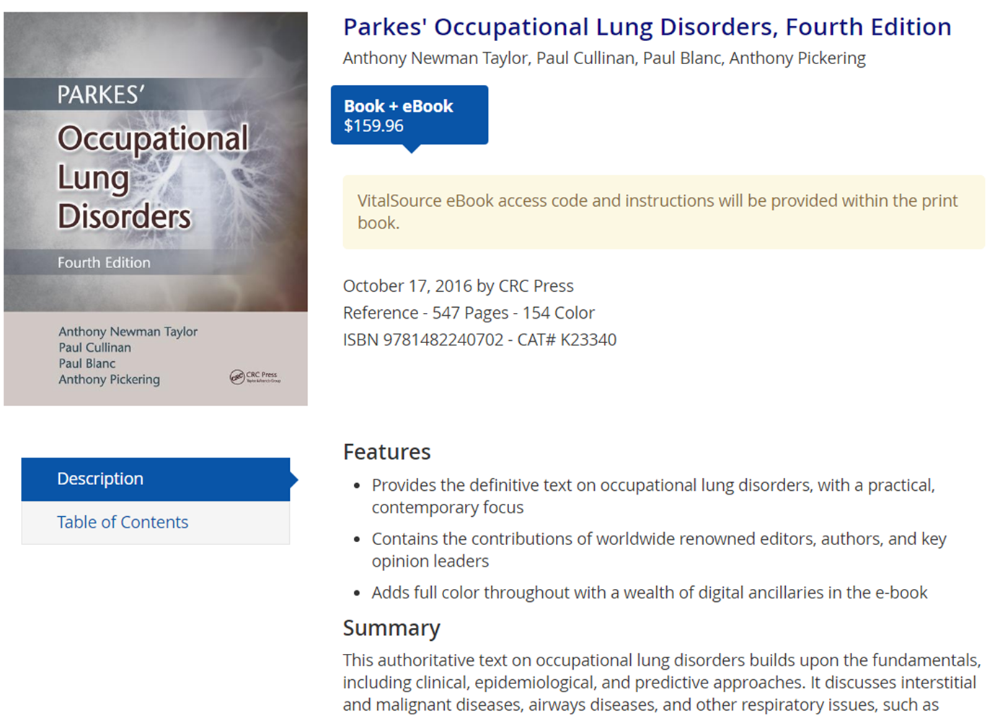 PARKES'
Occupational
Lung
Disorders
Fourth Edition
Anthony Newman Taylor
Paul Cullinan
Paul Blanc
Anthony Pickering
CRC
CRC Press
Taylor & Francis Group
Parkes' Occupational Lung Disorders, Fourth Edition
Anthony Newman Taylor, Paul Cullinan, Paul Blanc, Anthony Pickering
Book + eBook
$159.96
VitalSource eBook access code and instructions will be provided within the print
book.
October 17, 2016 by CRC Press
Reference - 547 Pages - 154 Color
ISBN 9781482240702 - CAT# K23340
Description
Table of Contents
Features
• Provides the definitive text on occupational lung disorders, with a practical,
contemporary focus
• Contains the contributions of worldwide renowned editors, authors, and key
opinion leaders
• Adds full color throughout with a wealth of digital ancillaries in the e-book
Summary
This authoritative text on occupational lung disorders builds upon the fundamentals,
including clinical, epidemiological, and predictive approaches. It discusses interstitial
and malignant diseases, airways diseases, and other respiratory issues, such as